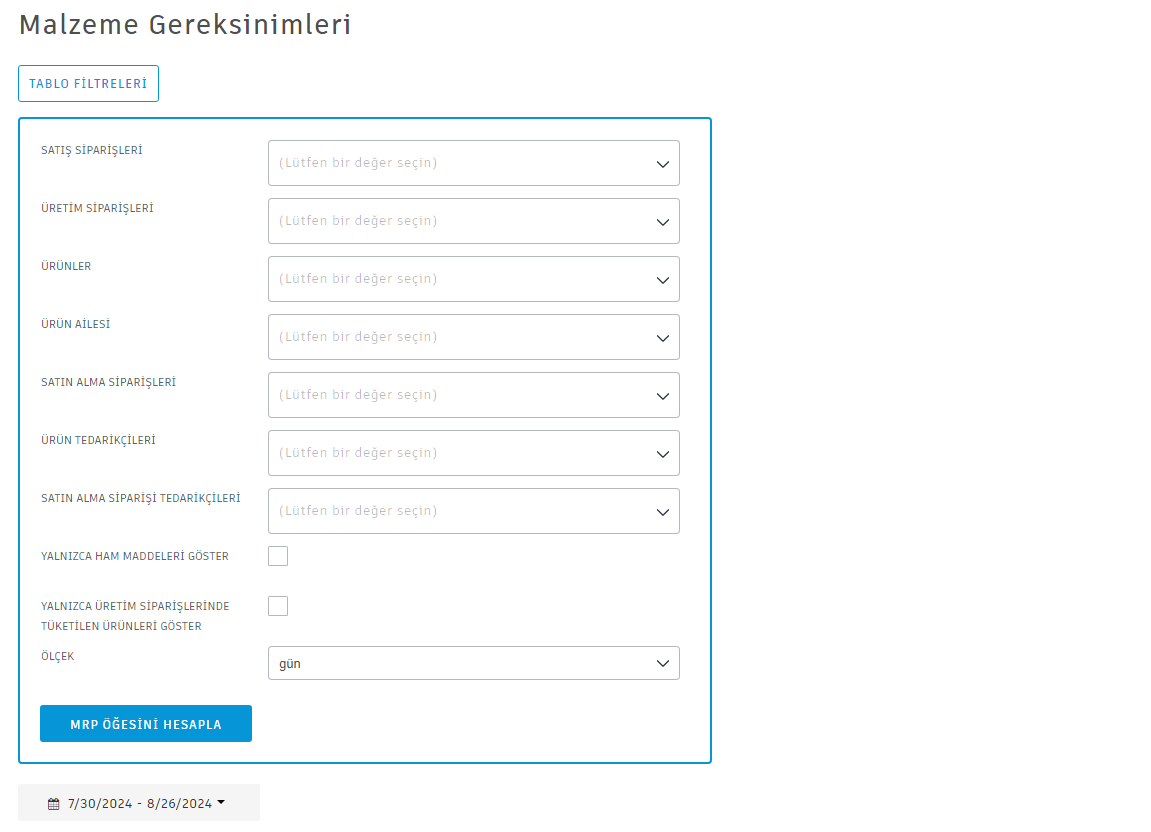 Malzeme Gereksinimleri
TABLO FİLTRELERİ
SATIŞ SİPARİŞLERİ
(Lütfen bir değer seçin)
ÜRETİM SİPARİŞLERİ
(Lütfen bir değer seçin)
ÜRÜNLER
(Lütfen bir değer seçin)
ÜRÜN AİLESİ
(Lütfen bir değer seçin)
SATIN ALMA SİPARİŞLERİ
(Lütfen bir değer seçin)
ÜRÜN TEDARİKÇİLERİ
(Lütfen bir değer seçin)
SATIN ALMA SİPARİŞİ TEDARİKÇİLERİ
(Lütfen bir değer seçin)
YALNIZCA HAM MADDELERİ GÖSTER
YALNIZCA ÜRETİM SİPARİŞLERİNDE
TÜKETİLEN ÜRÜNLERİ GÖSTER
ÖLÇEK
gün
MRP ÖĞESİNİ HESAPLA
7/30/2024 - 8/26/2024